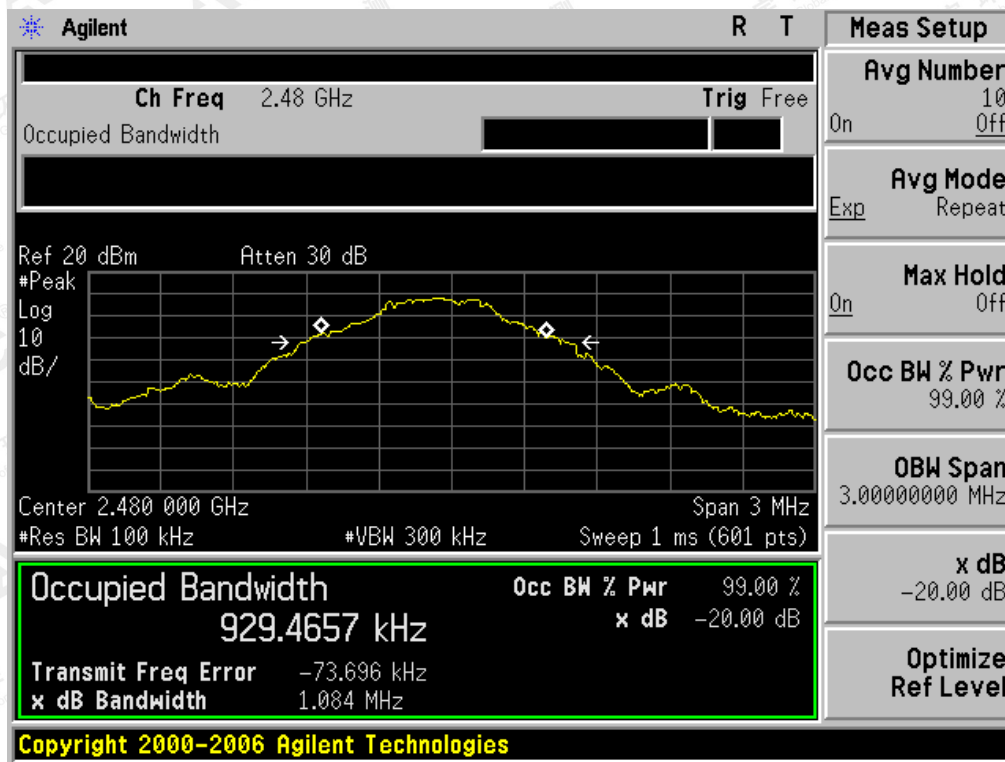 Agilent R T Meas Setup
Ch Freq 2.48 GHz Trig Free
Occupied Bandwidth
Avg Number
10
On Off
Avg Mode
Exp Repeat
Max Hold
On Off
Occ BW % Pwr
99.00 %
OBW Span
3.00000000 MHz
x dB
-20.00 dB
Optimize
Ref Level
Ref 20 dBm Atten 30 dB
#Peak
Log
10
dB/
Center 2.480 000 GHz Span 3 MHz
#Res BW 100 kHz #VBW 300 kHz Sweep 1 ms (601 pts)
Occupied Bandwidth Occ BW % Pwr 99.00 %
929.4657 kHz x dB -20.00 dB
Transmit Freq Error -73.696 kHz
x dB Bandwidth 1.084 MHz
Copyright 2000-2006 Agilent Technologies